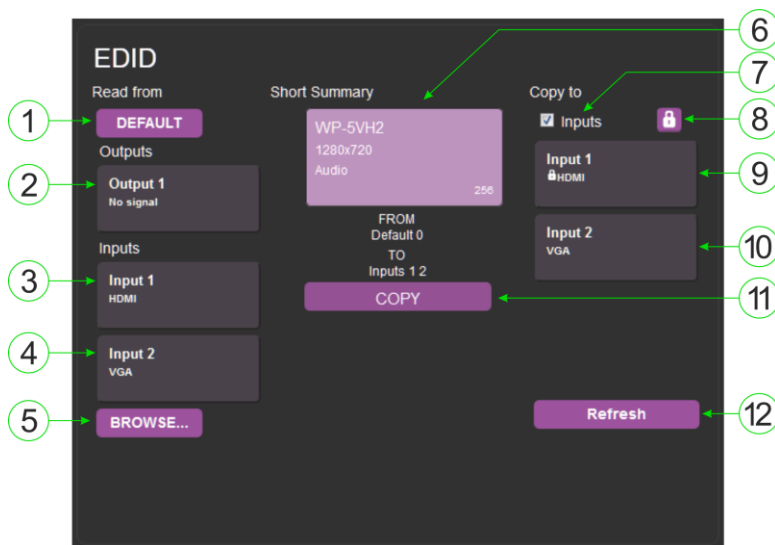 EDID
Read from
Short Summary
Copy to
DEFAULT
Outputs
Output 1
No signal
Inputs
Input 1
HDMI
Input 2
VGA
BROWSE...
WP-5VH2
1280x720
Audio
256
FROM
Default 0
TO
Inputs 1 2
COPY
Inputs
Input 1
HDMI
Input 2
VGA
Refresh
1
2
3
4
5
6
7
8
9
10
11
12